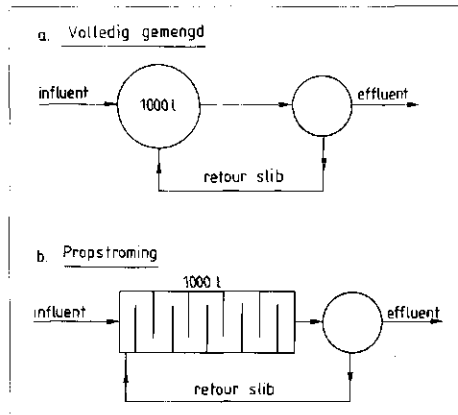 a. Volledig gemengd
influent
1000 l
effluent
retour slib
b. Propstroming
1000 l
influent
effluent
retour slib